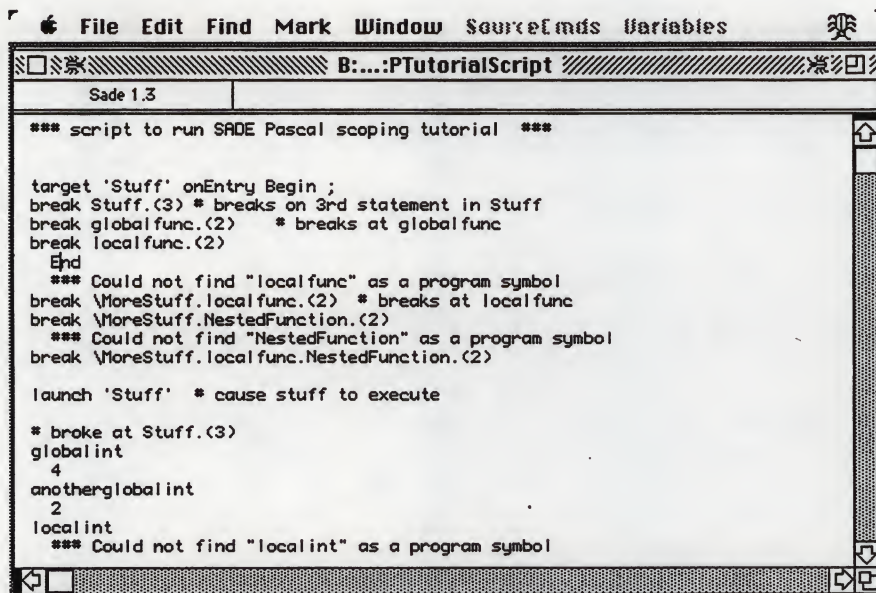 File Edit Find Mark Window SourceCmds Variables
B:...:PTutorialScript
Sade 1.3
### script to run SADE Pascal scoping tutorial ###
target 'Stuff' onEntry Begin ;
break Stuff.(3) # breaks on 3rd statement in Stuff
break globalfunc.(2) # breaks at globalfunc
break localfunc.(2)
End
### Could not find "localfunc" as a program symbol
break \MoreStuff.localfunc.(2) # breaks at localfunc
break \MoreStuff.NestedFunction.(2)
### Could not find "NestedFunction" as a program symbol
break \MoreStuff.localfunc.NestedFunction.(2)
launch 'Stuff' # cause stuff to execute
# broke at Stuff.(3)
globalint
4
anotherglobalint
2
localint
### Could not find "localint" as a program symbol